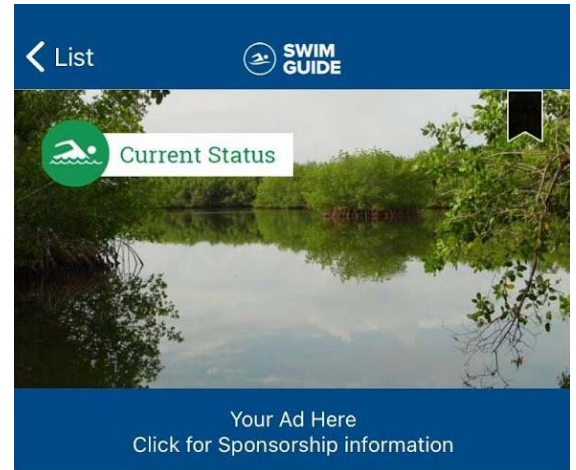 List
SWIM
GUIDE
Current Status
Your Ad Here
Click for Sponsorship information